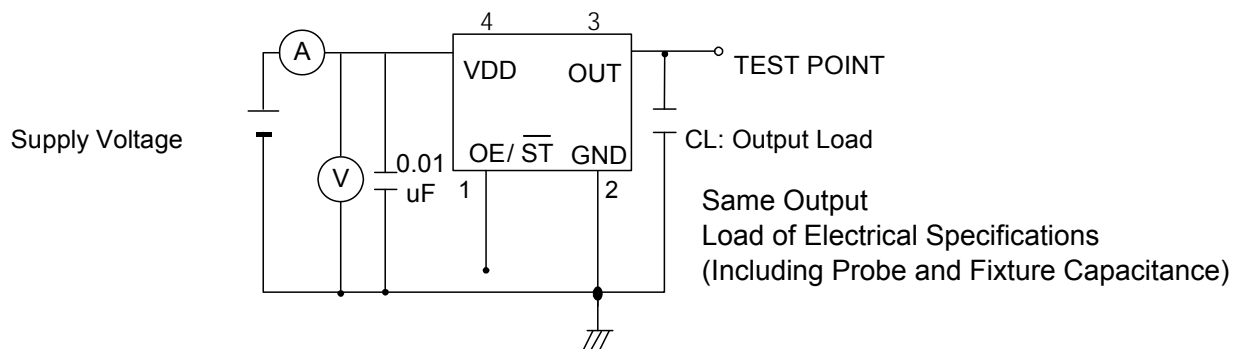 4
3
A
VDD
OUT
TEST POINT
Supply Voltage
CL: Output Load
OE/ ST
GND
V
0.01
uF
1
2
Same Output
Load of Electrical Specifications
(Including Probe and Fixture Capacitance)